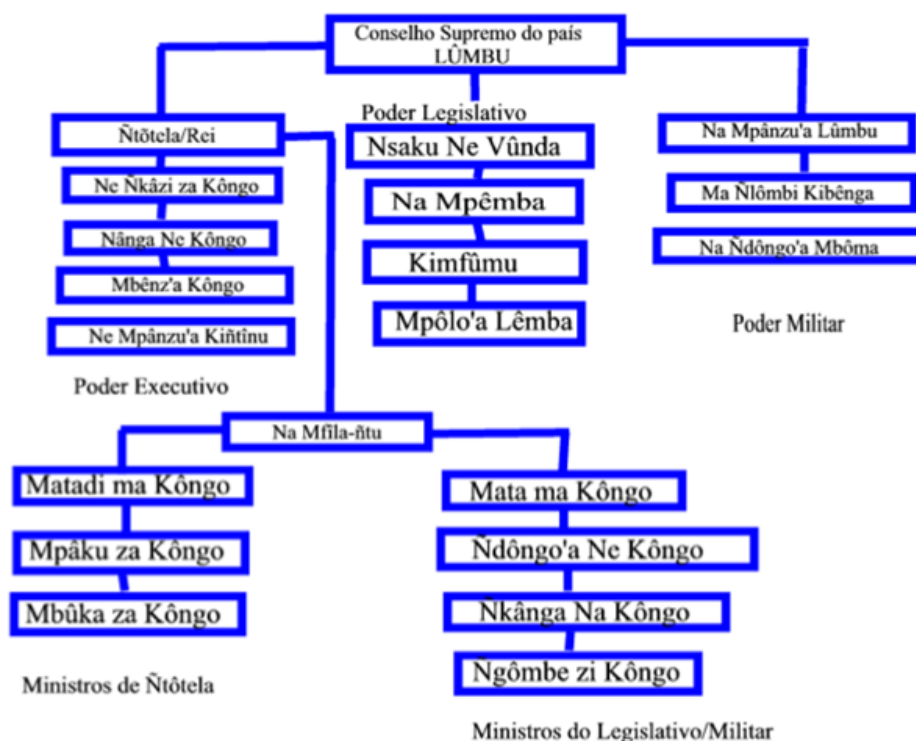 Conselho Supremo do país
LÛMBU
Poder Legislativo
Ñtõtela/Rei
Ne Ñkâzi za Kôngo
Nânga Ne Kôngo
Mbênz'a Kôngo
Ne Mpânzu'a Kiñtînu
Poder Executivo
Nsaku Ne Vûnda
Na Mpêmba
Kimfûmu
Mpôlo'a Lêmba
Na Mpânzu'a Lûmbu
Ma Ñlômbi Kibênga
Na Ñdôngo'a Mbôma
Poder Militar
Na Mfîla-ñtu
Matadi ma Kôngo
Mpâku za Kôngo
Mbûka za Kôngo
Ministros de Ñtôtela
Mata ma Kôngo
Ñdôngo'a Ne Kôngo
Ñkânga Na Kôngo
Ñgômbe zi Kôngo
Ministros do Legislativo/Militar